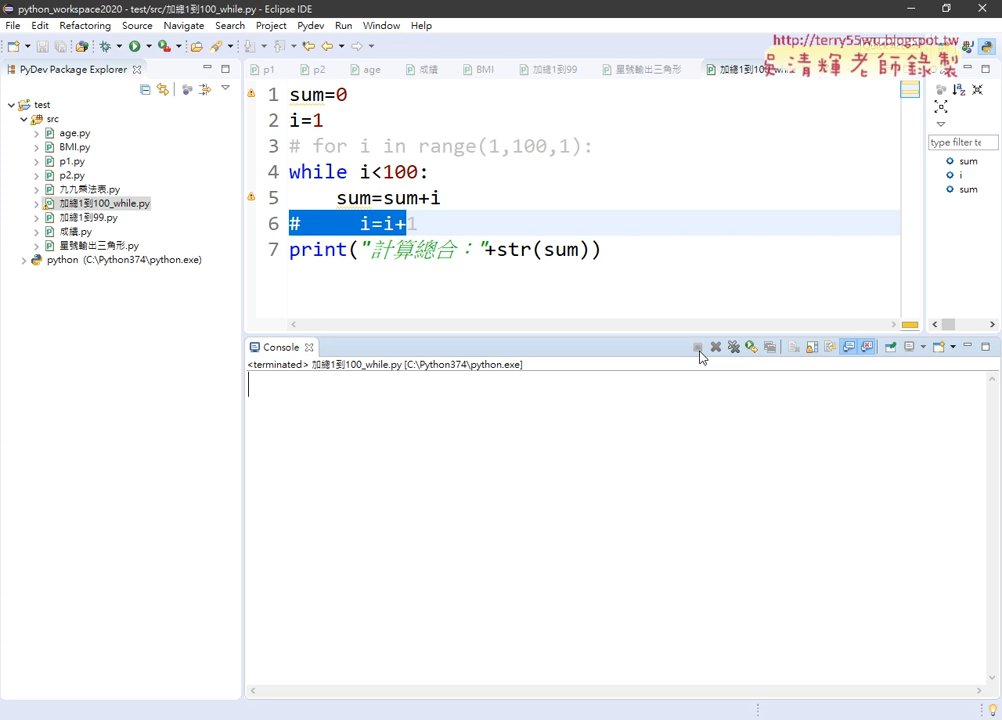 python_workspace2020 - test/src/加總1到100_while.py - Eclipse IDE
File Edit Refactoring Source Navigate Search Project Pydev Run Window Help
http://terry55wu.blogspot.tw
吳清輝老師錄製
PyDev Package Explorer
p1 p2 age 成績 BMI 加總1到99 星號輸出三角形 加總1到100_while
test
src
age.py
BMI.py
p1.py
p2.py
九九乘法表.py
加總1到100_while.py
加總1到99.py
成績.py
星號輸出三角形.py
python (C:\Python374\python.exe)
1 sum=0
2 i=1
3 # for i in range(1,100,1):
4 while i<100:
5 sum=sum+i
6 # i=i+1
7 print("計算總合："+str(sum))
type filter te
sum
i
sum
Console
<terminated> 加總1到100_while.py [C:\Python374\python.exe]